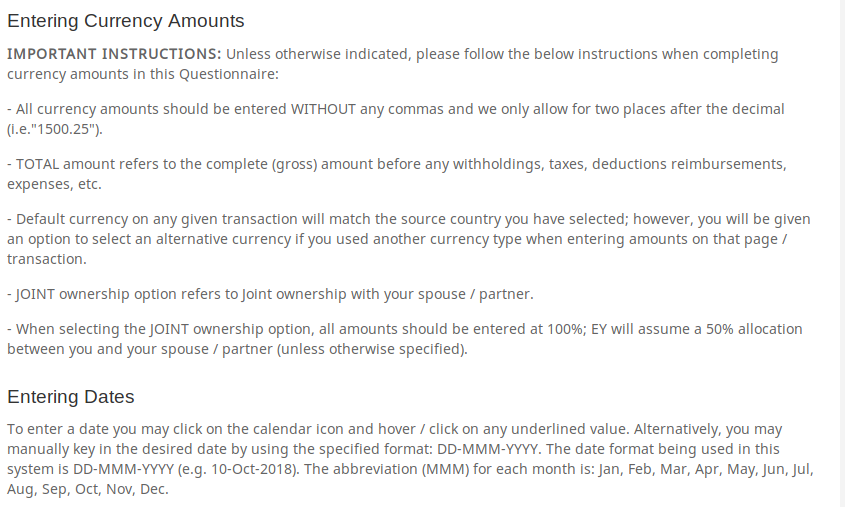 Entering Currency Amounts
IMPORTANT INSTRUCTIONS: Unless otherwise indicated, please follow the below instructions when completing
currency amounts in this Questionnaire:
- All currency amounts should be entered WITHOUT any commas and we only allow for two places after the decimal
(i.e."1500.25").
- TOTAL amount refers to the complete (gross) amount before any withholdings, taxes, deductions reimbursements,
expenses, etc.
- Default currency on any given transaction will match the source country you have selected; however, you will be given
an option to select an alternative currency if you used another currency type when entering amounts on that page /
transaction.
- JOINT ownership option refers to Joint ownership with your spouse / partner.
- When selecting the JOINT ownership option, all amounts should be entered at 100%; EY will assume a 50% allocation
between you and your spouse / partner (unless otherwise specified).
Entering Dates
To enter a date you may click on the calendar icon and hover / click on any underlined value. Alternatively, you may
manually key in the desired date by using the specified format: DD-MMM-YYYY. The date format being used in this
system is DD-MMM-YYYY (e.g. 10-Oct-2018). The abbreviation (MMM) for each month is: Jan, Feb, Mar, Apr, May, Jun, Jul,
Aug, Sep, Oct, Nov, Dec.